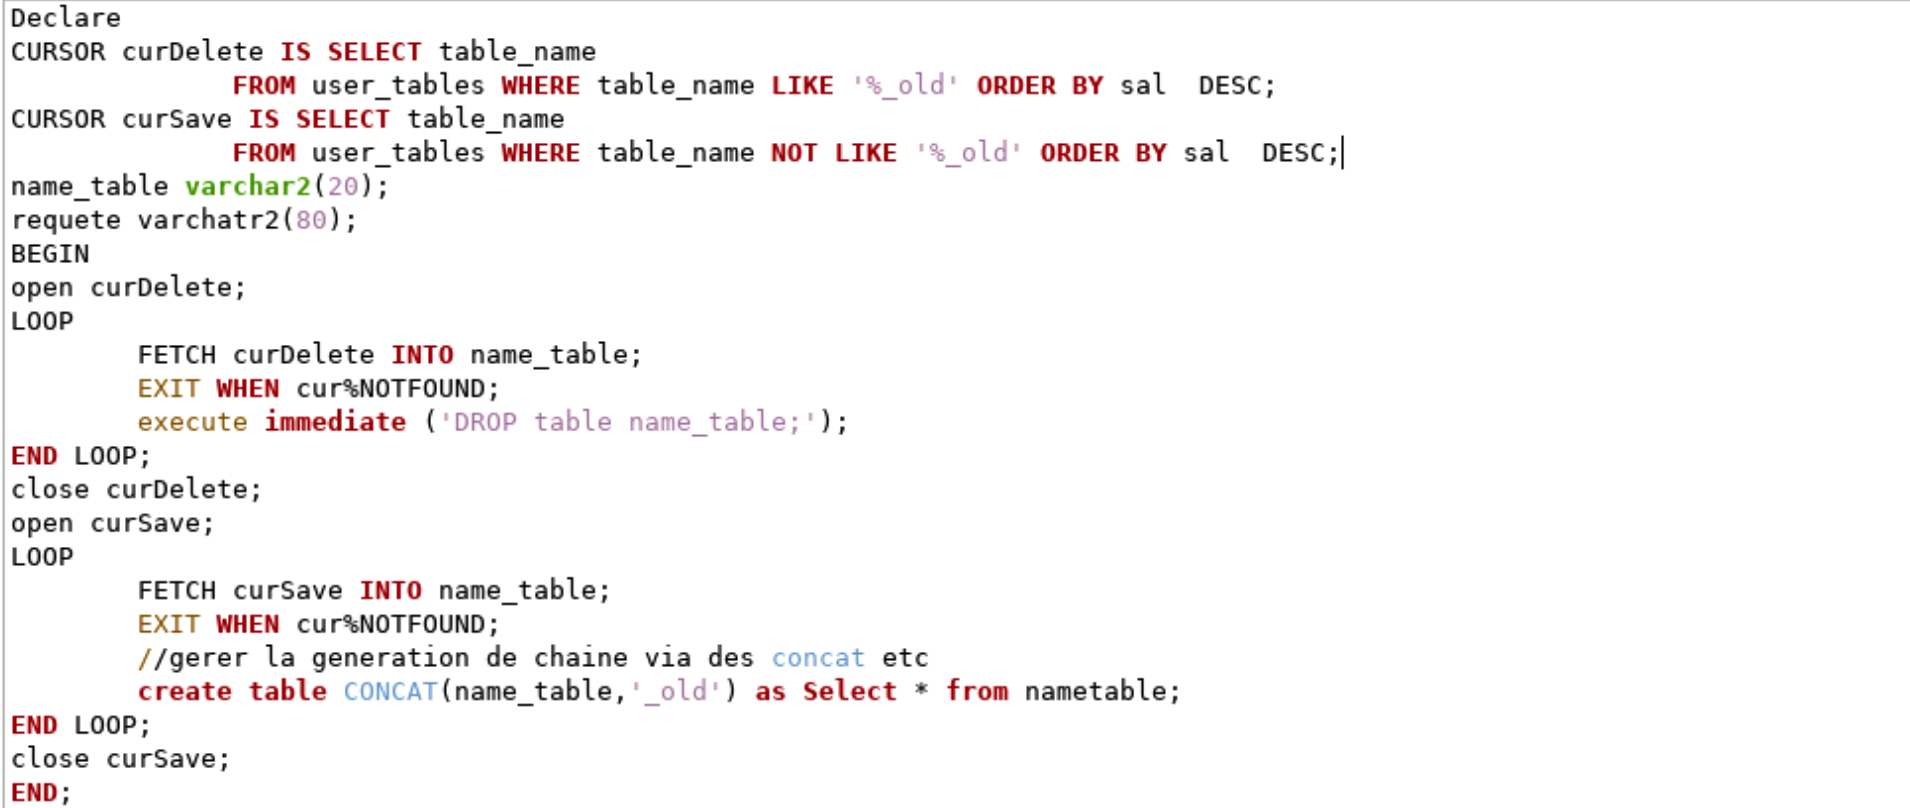 Declare
CURSOR curDelete IS SELECT table_name
FROM user_tables WHERE table_name LIKE '%_old' ORDER BY sal  DESC;
CURSOR curSave IS SELECT table_name
FROM user_tables WHERE table_name NOT LIKE '%_old' ORDER BY sal  DESC;
name_table varchar2(20);
requete varchatr2(80);
BEGIN
open curDelete;
LOOP
FETCH curDelete INTO name_table;
EXIT WHEN cur%NOTFOUND;
execute immediate ('DROP table name_table;');
END LOOP;
close curDelete;
open curSave;
LOOP
FETCH curSave INTO name_table;
EXIT WHEN cur%NOTFOUND;
//gerer la generation de chaine via des concat etc
create table CONCAT(name_table,'_old') as Select * from nametable;
END LOOP;
close curSave;
END;